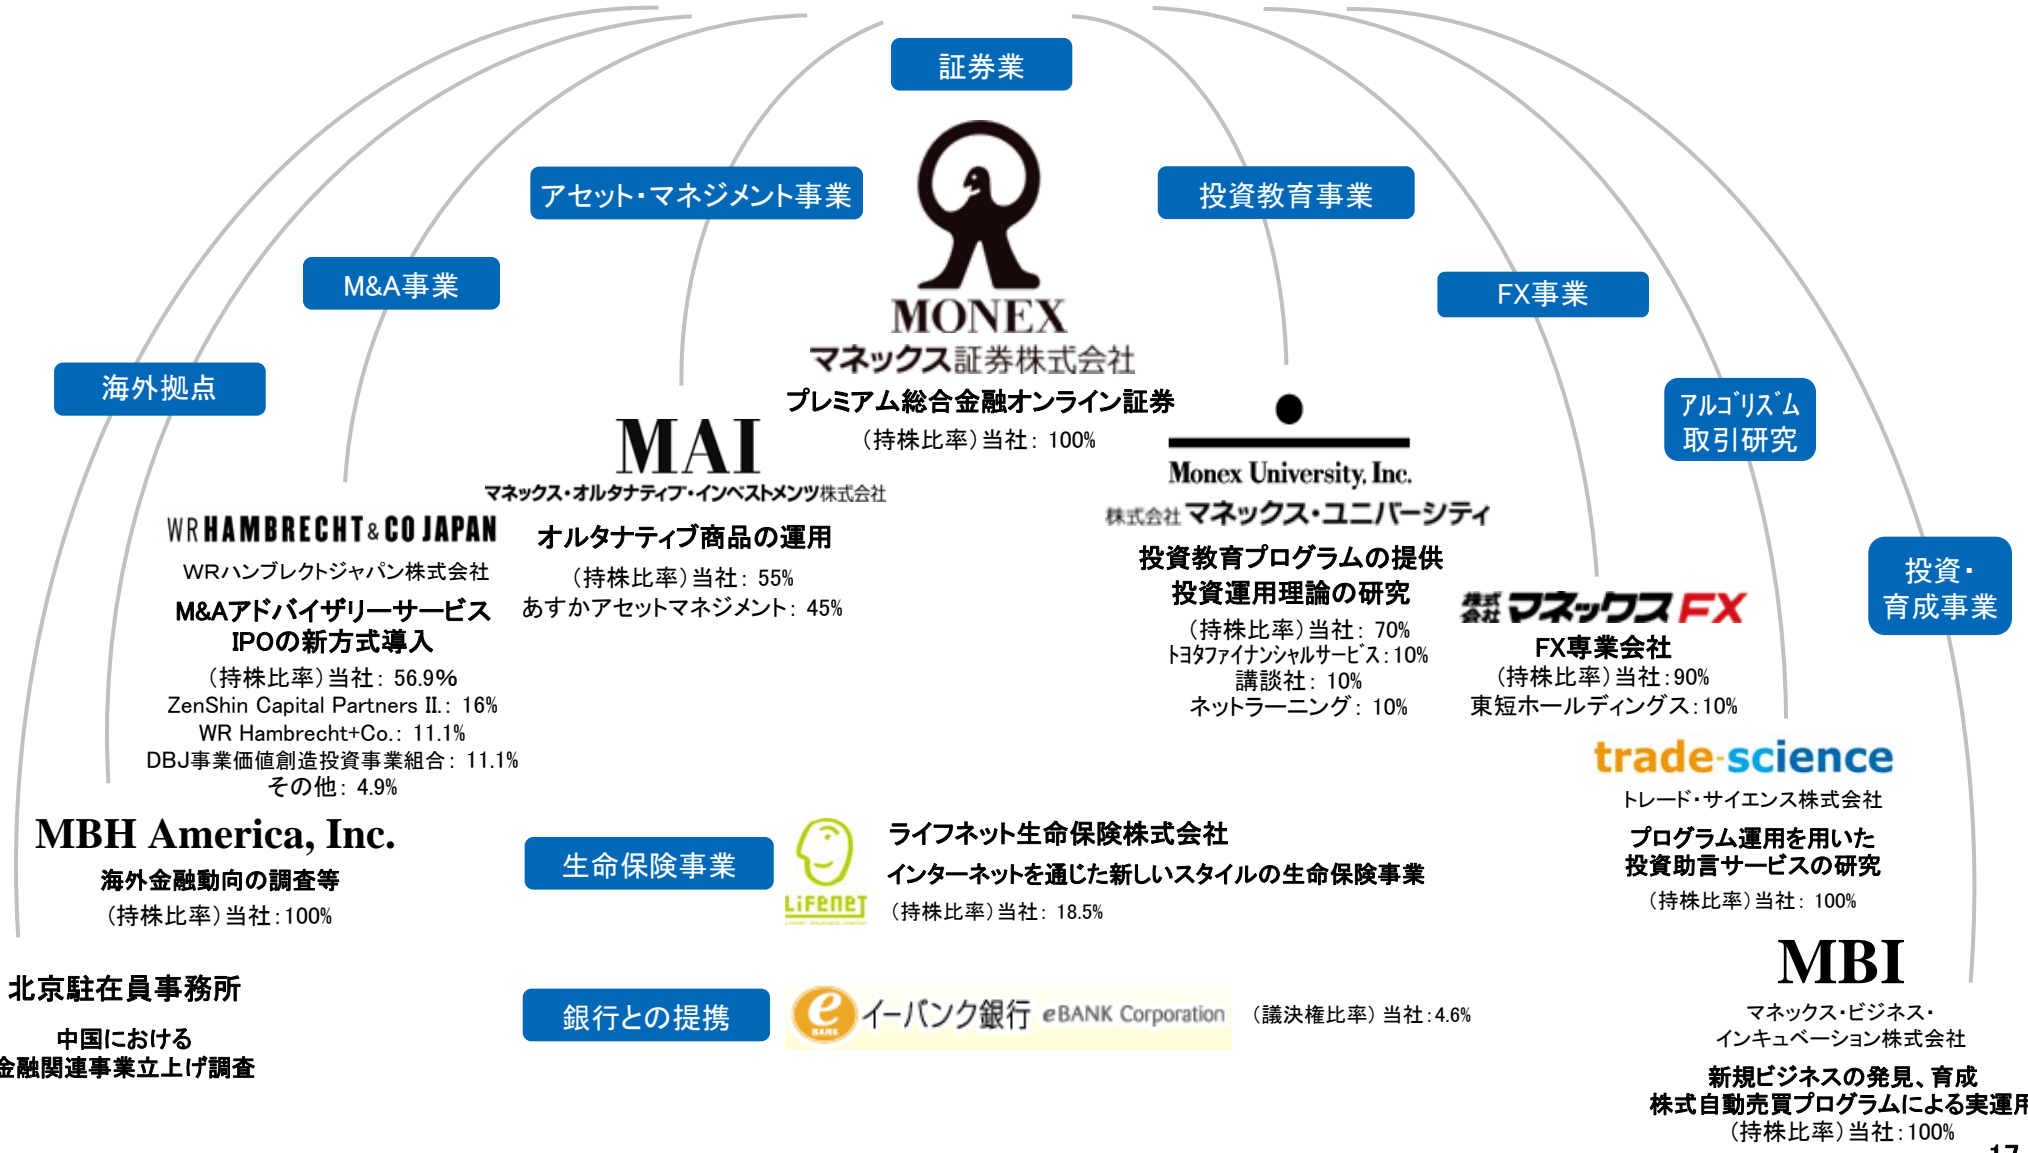 証券業
MONEX
マネックス証券株式会社
プレミアム総合金融オンライン証券
(持株比率)当社: 100%
アセット・マネジメント事業
MAI
マネックス・オルタナティブ・インベストメンツ株式会社
オルタナティブ商品の運用
(持株比率)当社: 55%
あすかアセットマネジメント: 45%
投資教育事業
Monex University, Inc.
株式会社マネックス・ユニバーシティ
投資教育プログラムの提供
投資運用理論の研究
(持株比率)当社: 70%
トヨタファイナンシャルサービス:10%
講談社: 10%
ネットラーニング: 10%
M&A事業
WR HAMBRECHT & CO JAPAN
WRハンブレクトジャパン株式会社
M&Aアドバイザリーサービス
IPOの新方式導入
(持株比率)当社: 56.9%
ZenShin Capital Partners II.: 16%
WR Hambrecht+Co.: 11.1%
DBJ事業価値創造投資事業組合: 11.1%
その他: 4.9%
FX事業
株式会社 マネックス FX
FX専業会社
(持株比率)当社:90%
東短ホールディングス:10%
海外拠点
MBH America, Inc.
海外金融動向の調査等
(持株比率)当社:100%
北京駐在員事務所
中国における
金融関連事業立上げ調査
アルゴリズム
取引研究
trade-science
トレード・サイエンス株式会社
プログラム運用を用いた
投資助言サービスの研究
(持株比率)当社: 100%
投資・
育成事業
MBI
マネックス・ビジネス・
インキュベーション株式会社
新規ビジネスの発見、育成
株式自動売買プログラムによる実運用
(持株比率)当社:100%
生命保険事業
LiFENET
ライフネット生命保険株式会社
インターネットを通じた新しいスタイルの生命保険事業
(持株比率)当社: 18.5%
銀行との提携
e BANK
イーバンク銀行 eBANK Corporation
(議決権比率) 当社:4.6%
17